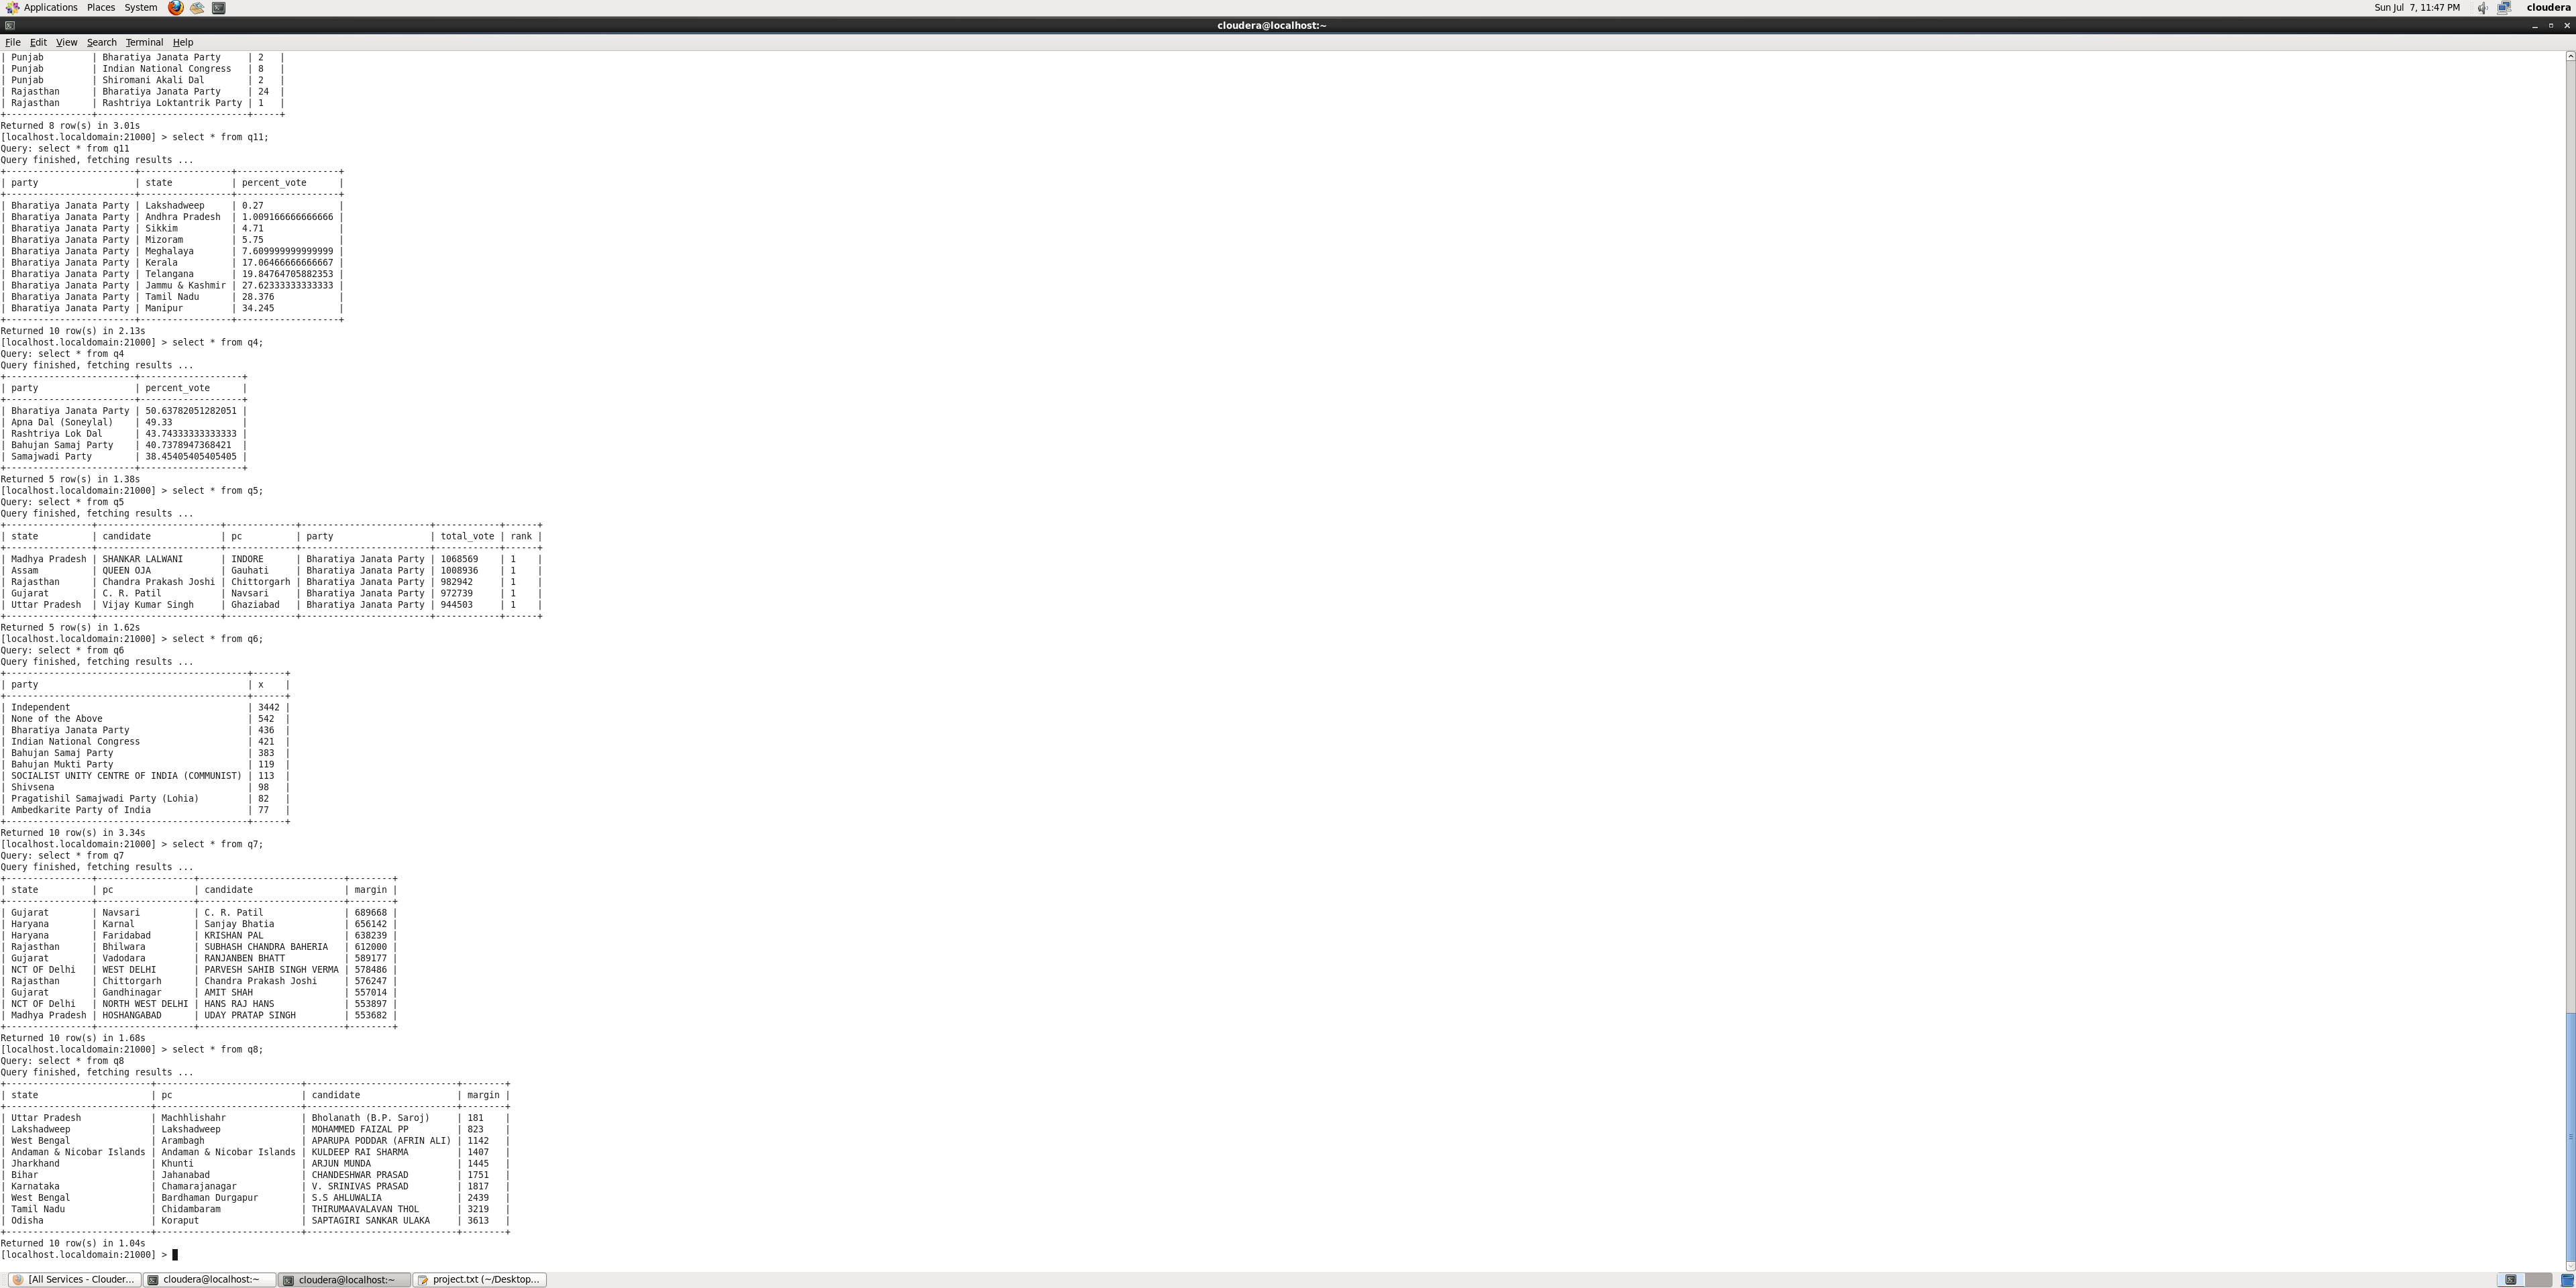 Applications Places System Sun Jul 7, 11:47 PM cloudera
cloudera@localhost:~
File Edit View Search Terminal Help
| Punjab | Bharatiya Janata Party | 2 |
| Punjab | Indian National Congress | 8 |
| Punjab | Shiromani Akali Dal | 2 |
| Rajasthan | Bharatiya Janata Party | 24 |
| Rajasthan | Rashtriya Loktantrik Party | 1 |
+----------------+----------------------------+-----+
Returned 8 row(s) in 3.01s
[localhost.localdomain:21000] > select * from q11;
Query: select * from q11
Query finished, fetching results ...
+------------------------+-----------------+-------------------+
| party | state | percent_vote |
+------------------------+-----------------+-------------------+
| Bharatiya Janata Party | Lakshadweep | 0.27 |
| Bharatiya Janata Party | Andhra Pradesh | 1.009166666666666 |
| Bharatiya Janata Party | Sikkim | 4.71 |
| Bharatiya Janata Party | Mizoram | 5.75 |
| Bharatiya Janata Party | Meghalaya | 7.609999999999999 |
| Bharatiya Janata Party | Kerala | 17.06466666666667 |
| Bharatiya Janata Party | Telangana | 19.84764705882353 |
| Bharatiya Janata Party | Jammu & Kashmir | 27.62333333333333 |
| Bharatiya Janata Party | Tamil Nadu | 28.376 |
| Bharatiya Janata Party | Manipur | 34.245 |
+------------------------+-----------------+-------------------+
Returned 10 row(s) in 2.13s
[localhost.localdomain:21000] > select * from q4;
Query: select * from q4
Query finished, fetching results ...
+------------------------+-------------------+
| party | percent_vote |
+------------------------+-------------------+
| Bharatiya Janata Party | 50.63782051282051 |
| Apna Dal (Soneylal) | 49.33 |
| Rashtriya Lok Dal | 43.74333333333333 |
| Bahujan Samaj Party | 40.7378947368421 |
| Samajwadi Party | 38.45405405405405 |
+------------------------+-------------------+
Returned 5 row(s) in 1.38s
[localhost.localdomain:21000] > select * from q5;
Query: select * from q5
Query finished, fetching results ...
+----------------+-----------------------+-------------+------------------------+------------+------+
| state | candidate | pc | party | total_vote | rank |
+----------------+-----------------------+-------------+------------------------+------------+------+
| Madhya Pradesh | SHANKAR LALWANI | INDORE | Bharatiya Janata Party | 1068569 | 1 |
| Assam | QUEEN OJA | Gauhati | Bharatiya Janata Party | 1008936 | 1 |
| Rajasthan | Chandra Prakash Joshi | Chittorgarh | Bharatiya Janata Party | 982942 | 1 |
| Gujarat | C. R. Patil | Navsari | Bharatiya Janata Party | 972739 | 1 |
| Uttar Pradesh | Vijay Kumar Singh | Ghaziabad | Bharatiya Janata Party | 944503 | 1 |
+----------------+-----------------------+-------------+------------------------+------------+------+
Returned 5 row(s) in 1.62s
[localhost.localdomain:21000] > select * from q6;
Query: select * from q6
Query finished, fetching results ...
+--------------------------------------------+------+
| party | x |
+--------------------------------------------+------+
| Independent | 3442 |
| None of the Above | 542 |
| Bharatiya Janata Party | 436 |
| Indian National Congress | 421 |
| Bahujan Samaj Party | 383 |
| Bahujan Mukti Party | 119 |
| SOCIALIST UNITY CENTRE OF INDIA (COMMUNIST) | 113 |
| Shivsena | 98 |
| Pragatishil Samajwadi Party (Lohia) | 82 |
| Ambedkarite Party of India | 77 |
+--------------------------------------------+------+
Returned 10 row(s) in 3.34s
[localhost.localdomain:21000] > select * from q7;
Query: select * from q7
Query finished, fetching results ...
+----------------+------------------+---------------------------+--------+
| state | pc | candidate | margin |
+----------------+------------------+---------------------------+--------+
| Gujarat | Navsari | C. R. Patil | 689668 |
| Haryana | Karnal | Sanjay Bhatia | 656142 |
| Haryana | Faridabad | KRISHAN PAL | 638239 |
| Rajasthan | Bhilwara | SUBHASH CHANDRA BAHERIA | 612000 |
| Gujarat | Vadodara | RANJANBEN BHATT | 589177 |
| NCT OF Delhi | WEST DELHI | PARVESH SAHIB SINGH VERMA | 578486 |
| Rajasthan | Chittorgarh | Chandra Prakash Joshi | 576247 |
| Gujarat | Gandhinagar | AMIT SHAH | 557014 |
| NCT OF Delhi | NORTH WEST DELHI | HANS RAJ HANS | 553897 |
| Madhya Pradesh | HOSHANGABAD | UDAY PRATAP SINGH | 553682 |
+----------------+------------------+---------------------------+--------+
Returned 10 row(s) in 1.68s
[localhost.localdomain:21000] > select * from q8;
Query: select * from q8
Query finished, fetching results ...
+---------------------------+---------------------------+----------------------------+--------+
| state | pc | candidate | margin |
+---------------------------+---------------------------+----------------------------+--------+
| Uttar Pradesh | Machhlishahr | Bholanath (B.P. Saroj) | 181 |
| Lakshadweep | Lakshadweep | MOHAMMED FAIZAL PP | 823 |
| West Bengal | Arambagh | APARUPA PODDAR (AFRIN ALI) | 1142 |
| Andaman & Nicobar Islands | Andaman & Nicobar Islands | KULDEEP RAI SHARMA | 1407 |
| Jharkhand | Khunti | ARJUN MUNDA | 1445 |
| Bihar | Jahanabad | CHANDESHWAR PRASAD | 1751 |
| Karnataka | Chamarajanagar | V. SRINIVAS PRASAD | 1817 |
| West Bengal | Bardhaman Durgapur | S.S AHLUWALIA | 2439 |
| Tamil Nadu | Chidambaram | THIRUMAAVALAVAN THOL | 3219 |
| Odisha | Koraput | SAPTAGIRI SANKAR ULAKA | 3613 |
+---------------------------+---------------------------+----------------------------+--------+
Returned 10 row(s) in 1.04s
[localhost.localdomain:21000] >
[All Services - Clouder... cloudera@localhost:~ cloudera@localhost:~ project.txt (~/Desktop...